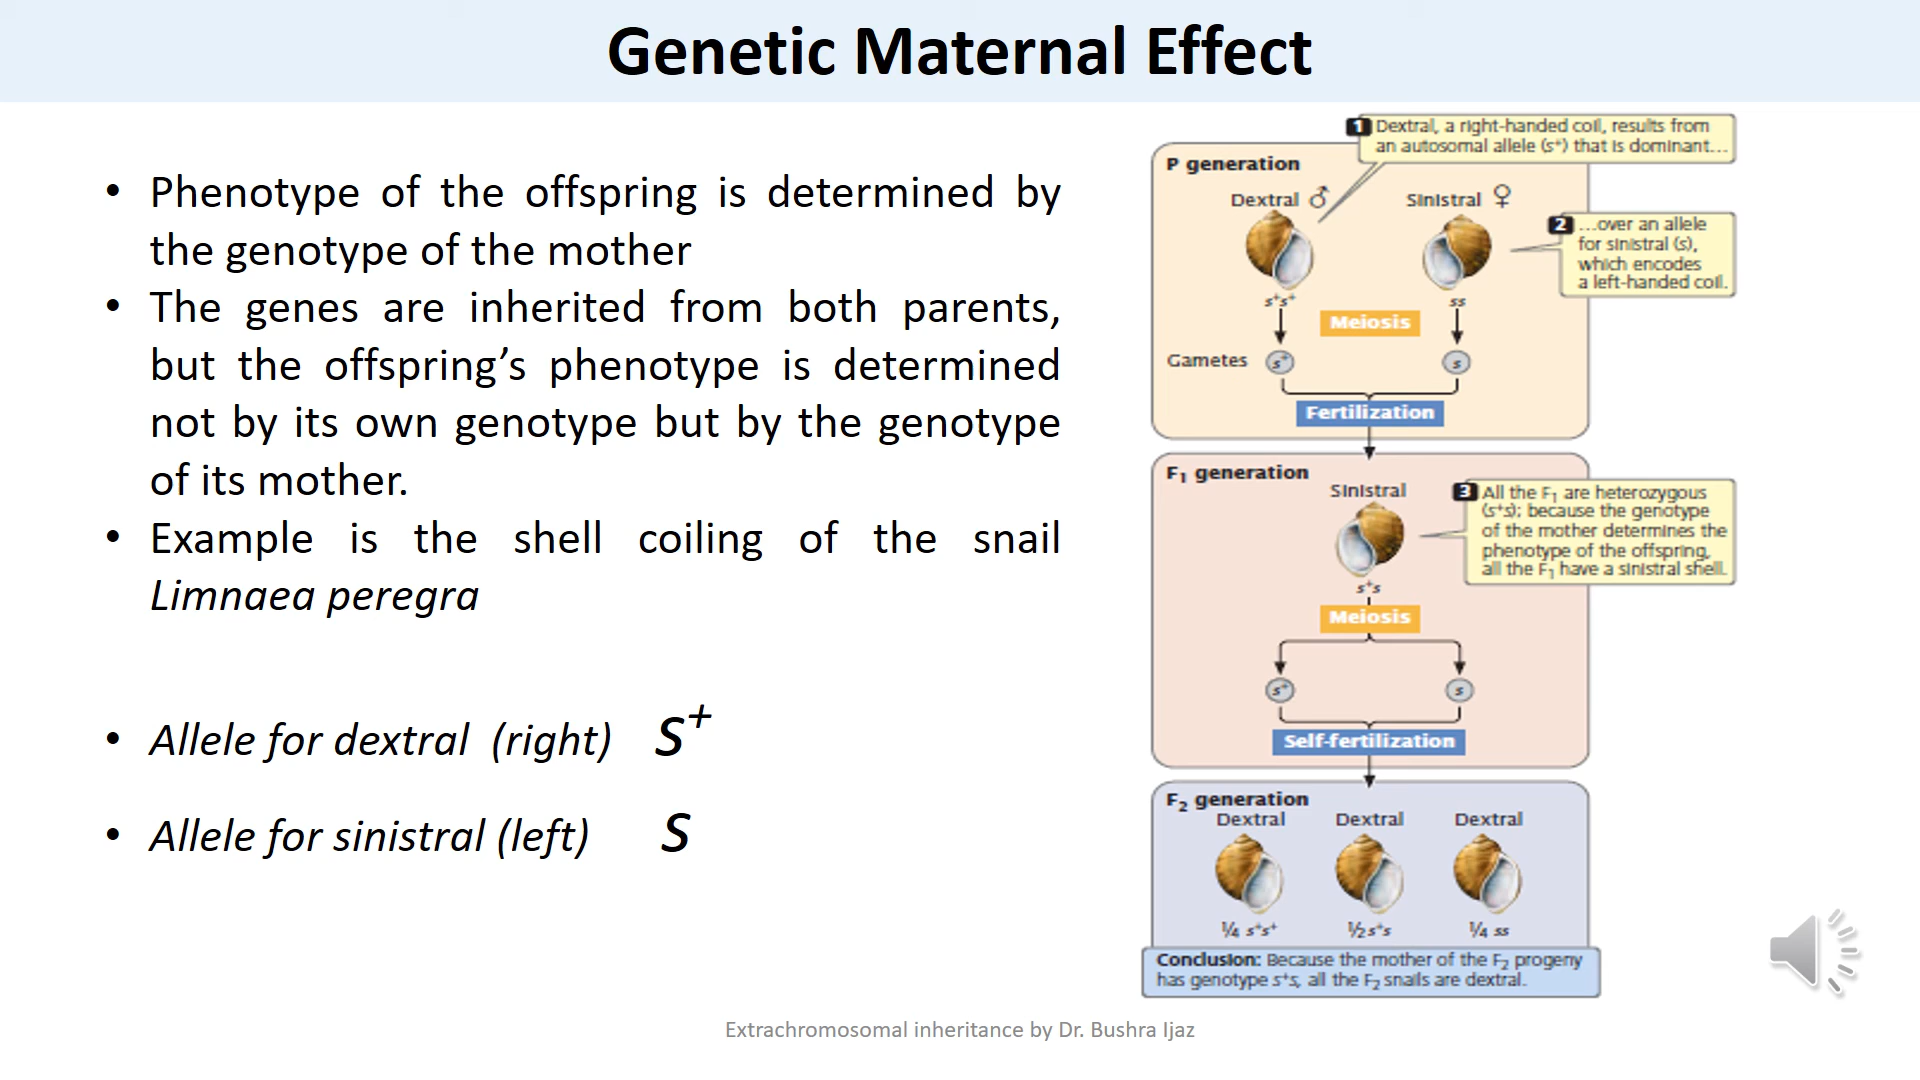 Genetic Maternal Effect
• Phenotype of the offspring is determined by
the genotype of the mother
• The genes are inherited from both parents,
but the offspring’s phenotype is determined
not by its own genotype but by the genotype
of its mother.
• Example is the shell coiling of the snail
Limnaea peregra
• Allele for dextral (right) s⁺
• Allele for sinistral (left) s
1 Dextral, a right-handed coil, results from
an autosomal allele (s⁺) that is dominant...
P generation
Dextral ♂ Sinistral ♀
2 ...over an allele
for sinistral (s),
which encodes
a left-handed coil.
s⁺s⁺ ss
Meiosis
Gametes s⁺ s
Fertilization
F₁ generation
Sinistral
3 All the F₁ are heterozygous
(s⁺s); because the genotype
of the mother determines the
phenotype of the offspring,
all the F₁ have a sinistral shell.
s⁺s
Meiosis
s⁺ s
Self-fertilization
F₂ generation
Dextral Dextral Dextral
¼ s⁺s⁺ ½ s⁺s ¼ ss
Conclusion: Because the mother of the F₂ progeny
has genotype s⁺s, all the F₂ snails are dextral.
Extrachromosomal inheritance by Dr. Bushra Ijaz